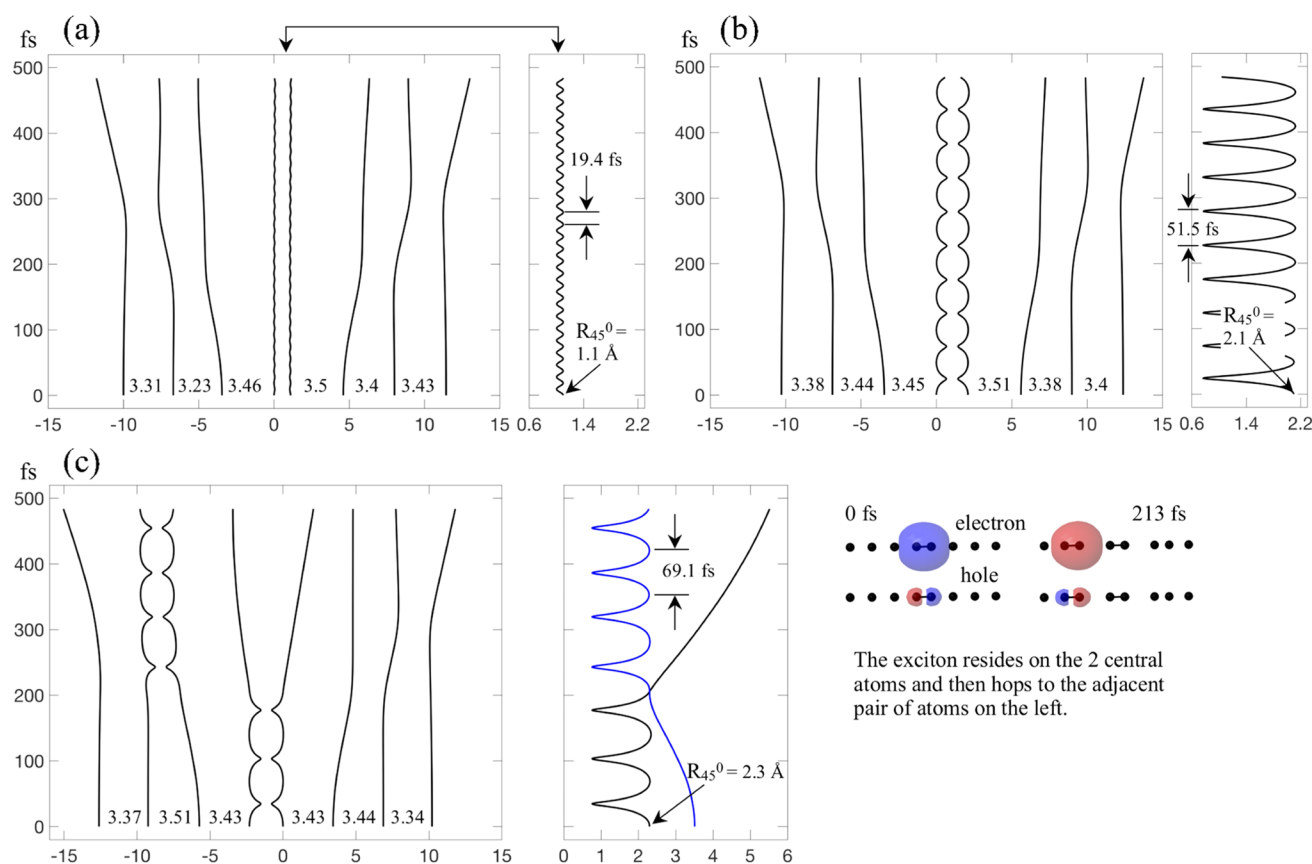 (a)
fs
500
400
300
200
100
0
3.31 3.23 3.46 3.5 3.4 3.43
-15 -10 -5 0 5 10 15
19.4 fs
R₄₅⁰ =
1.1 Å
0.6 1.4 2.2
(b)
fs
500
400
300
200
100
0
3.38 3.44 3.45 3.51 3.38 3.4
-15 -10 -5 0 5 10 15
51.5 fs
R₄₅⁰ =
2.1 Å
0.6 1.4 2.2
(c)
fs
500
400
300
200
100
0
3.37 3.51 3.43 3.43 3.44 3.34
-15 -10 -5 0 5 10 15
69.1 fs
R₄₅⁰ = 2.3 Å
0 1 2 3 4 5 6
0 fs
electron
213 fs
hole
The exciton resides on the 2 central
atoms and then hops to the adjacent
pair of atoms on the left.